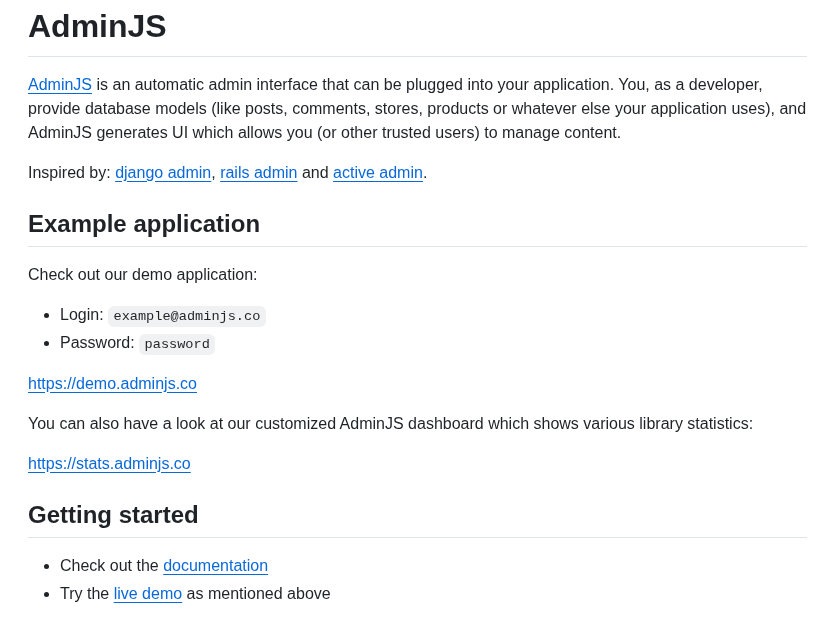 AdminJS
AdminJS is an automatic admin interface that can be plugged into your application. You, as a developer,
provide database models (like posts, comments, stores, products or whatever else your application uses), and
AdminJS generates UI which allows you (or other trusted users) to manage content.
Inspired by: django admin, rails admin and active admin.
Example application
Check out our demo application:
Login: example@adminjs.co
Password: password
https://demo.adminjs.co
You can also have a look at our customized AdminJS dashboard which shows various library statistics:
https://stats.adminjs.co
Getting started
Check out the documentation
Try the live demo as mentioned above